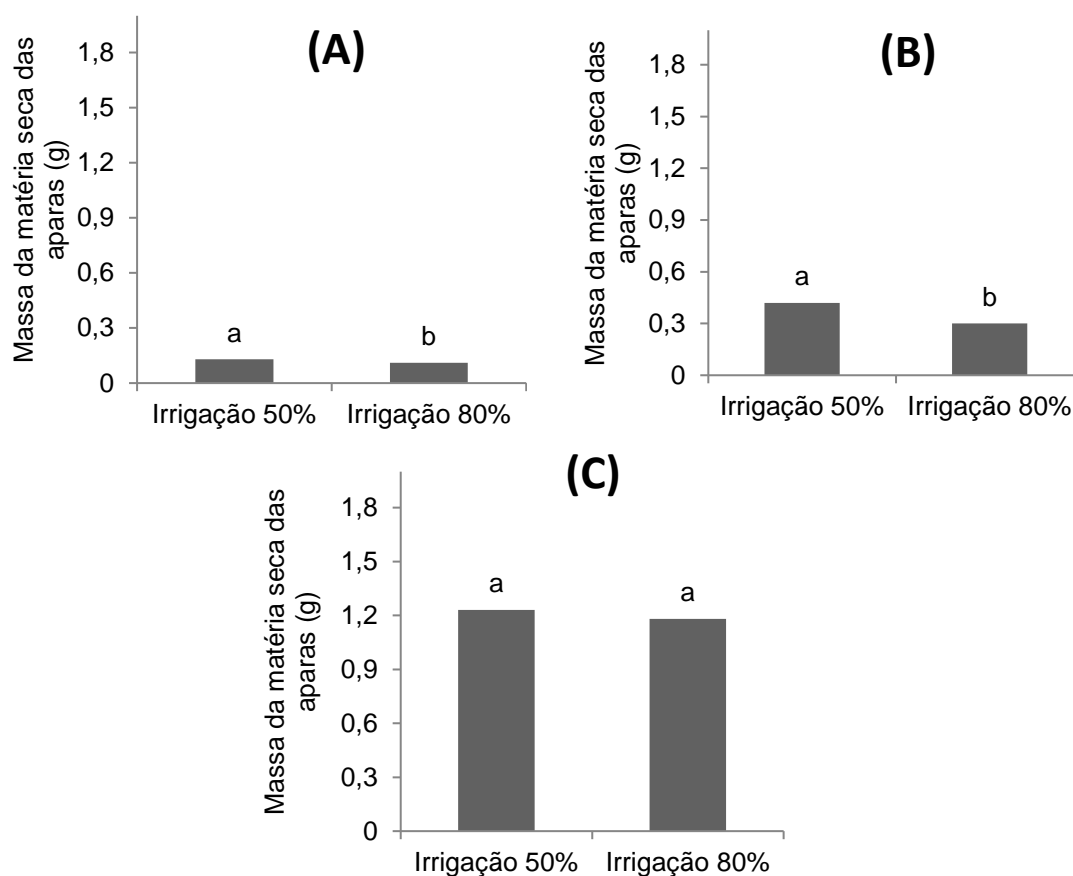 (A)
Massa da matéria seca das
aparas (g)
1,8
1,5
1,2
0,9
0,6
0,3
0
a
b
Irrigação 50%
Irrigação 80%
(B)
Massa da matéria seca das
aparas (g)
1,8
1,5
1,2
0,9
0,6
0,3
0
a
b
Irrigação 50%
Irrigação 80%
(C)
Massa da matéria seca das
aparas (g)
1,8
1,5
1,2
0,9
0,6
0,3
0
a
a
Irrigação 50%
Irrigação 80%